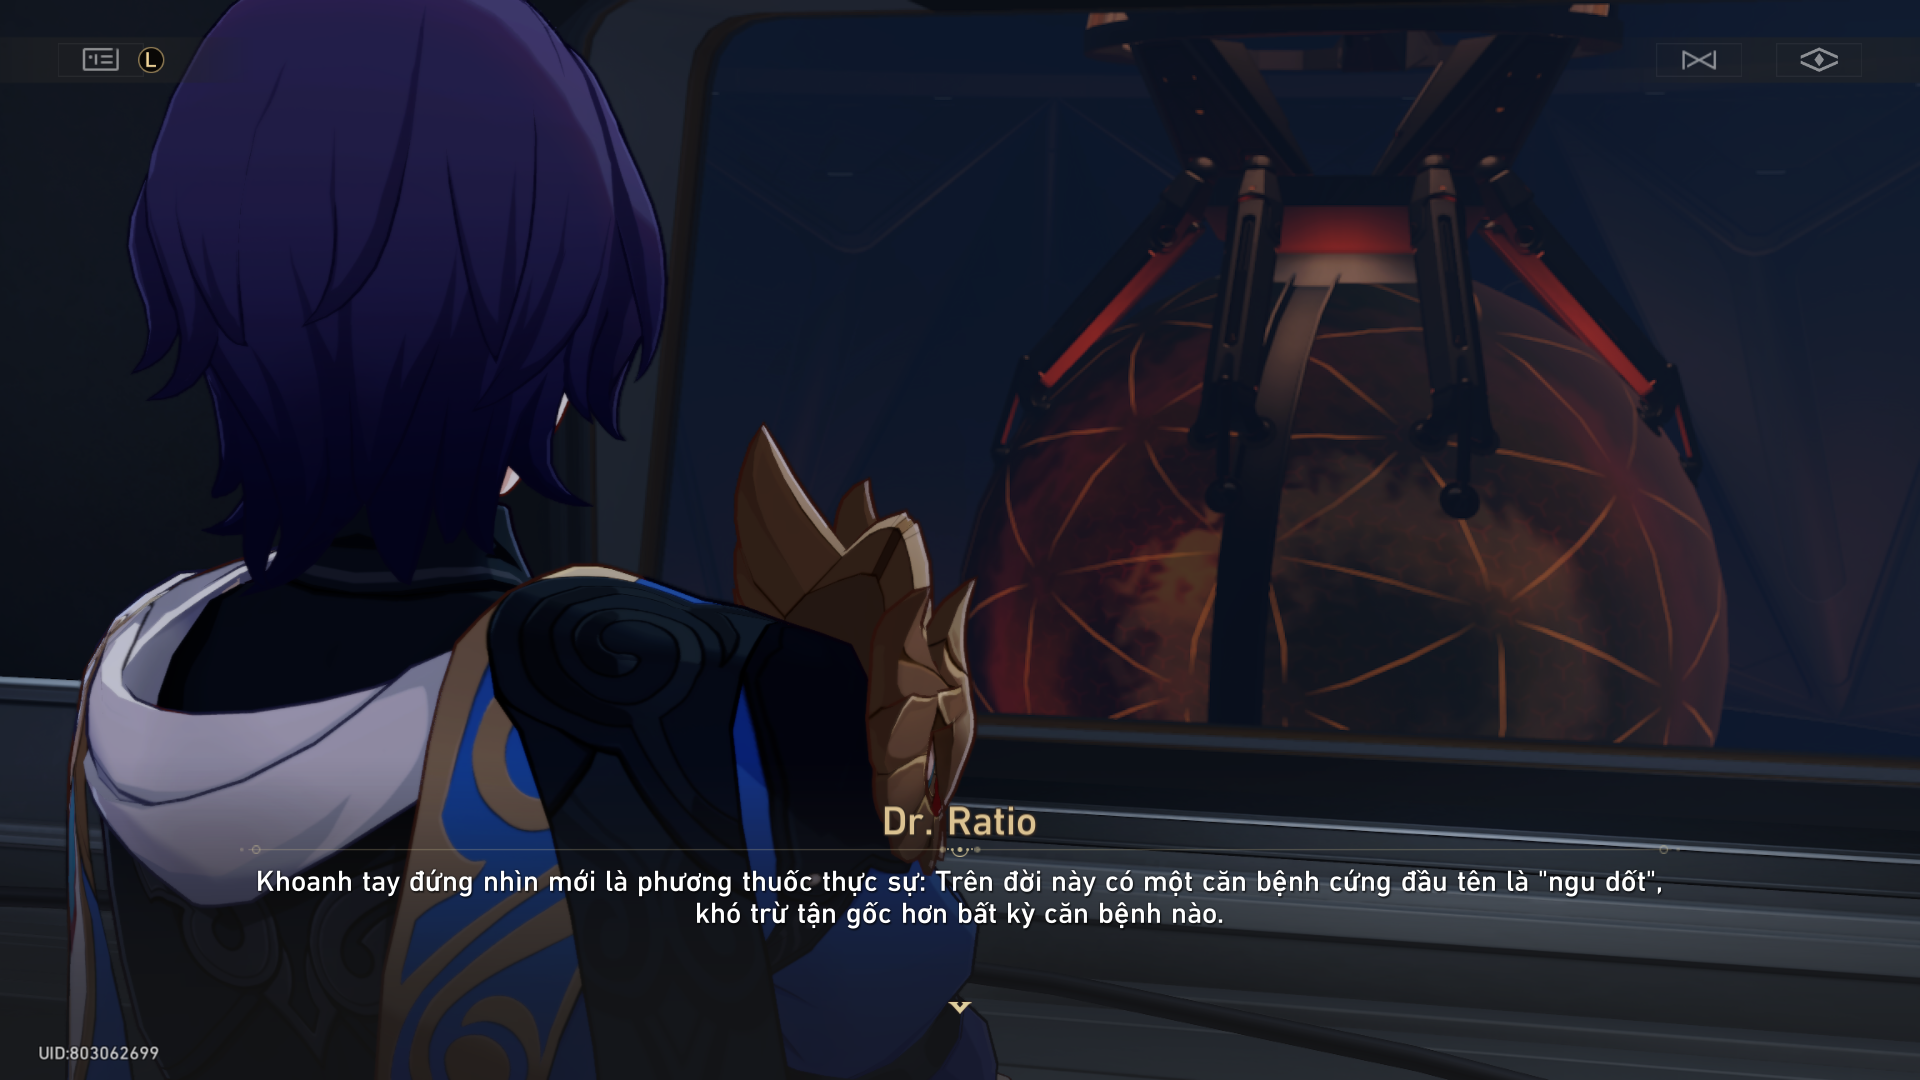 L
Dr. Ratio
Khoanh tay đứng nhìn mới là phương thuốc thực sự: Trên đời này có một căn bệnh cứng đầu tên là "ngu dốt",
khó trừ tận gốc hơn bất kỳ căn bệnh nào.
UID:803062699